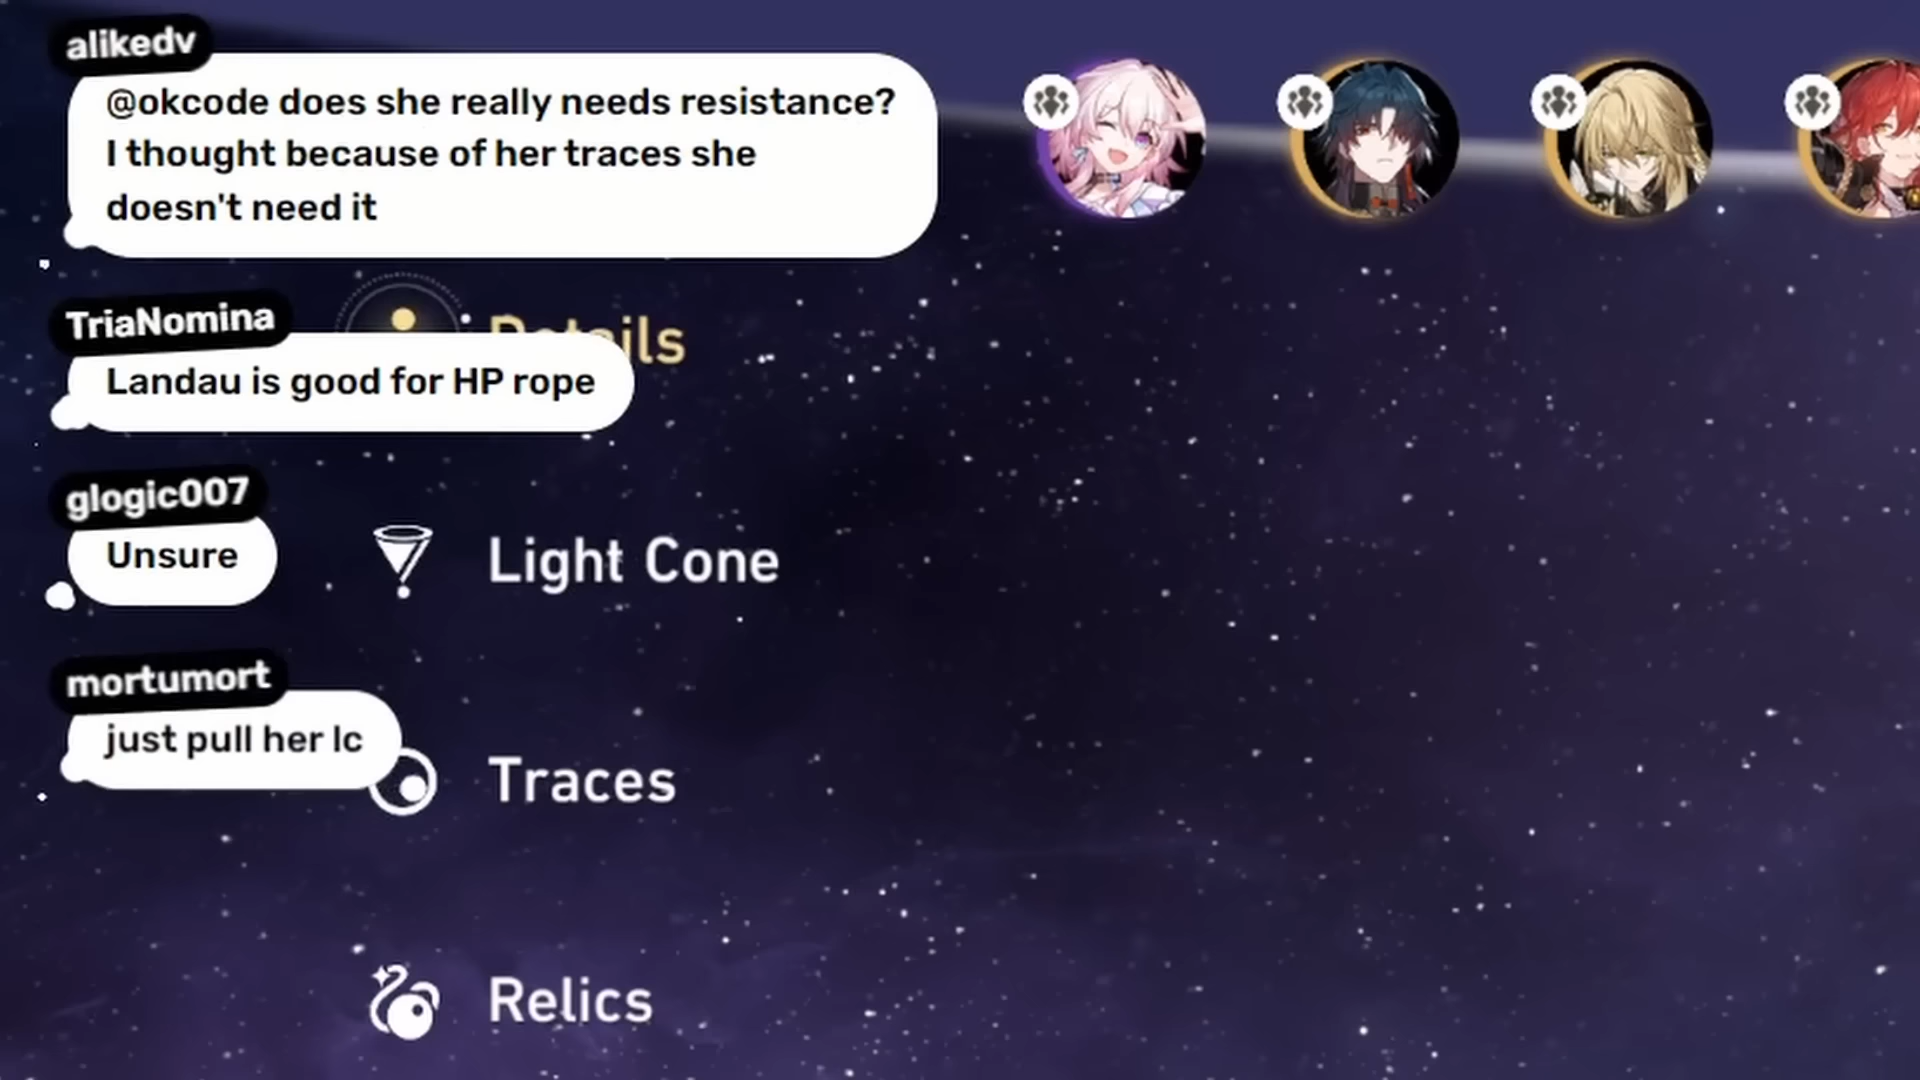 alikedv
@okcode does she really needs resistance?
I thought because of her traces she
doesn't need it
TriaNomina
Details
Landau is good for HP rope
glogic007
Unsure
Light Cone
mortumort
just pull her lc
Traces
Relics